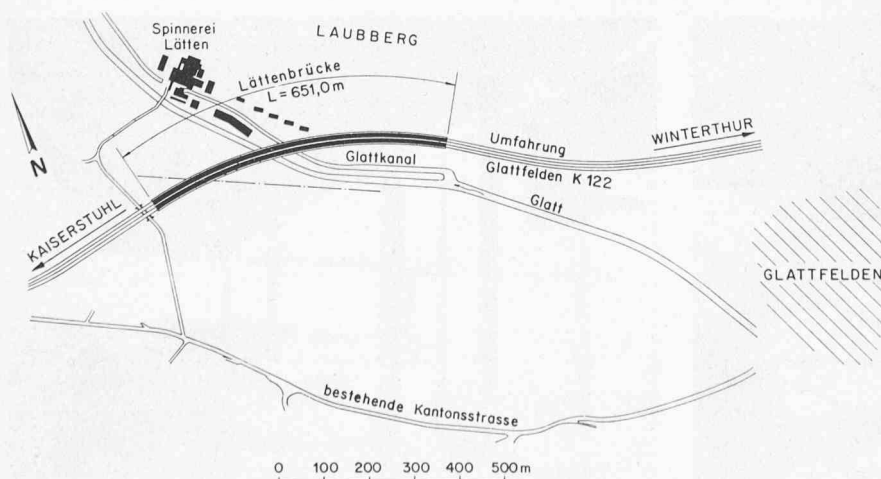 Spinnerei
Lätten
LAUBBERG
Lättenbrücke
L = 651,0 m
Umfahrung
WINTERTHUR
Glattkanal
Glattfelden K 122
N
Glatt
KAISERSTUHL
GLATTFELDEN
bestehende Kantonsstrasse
0 100 200 300 400 500 m